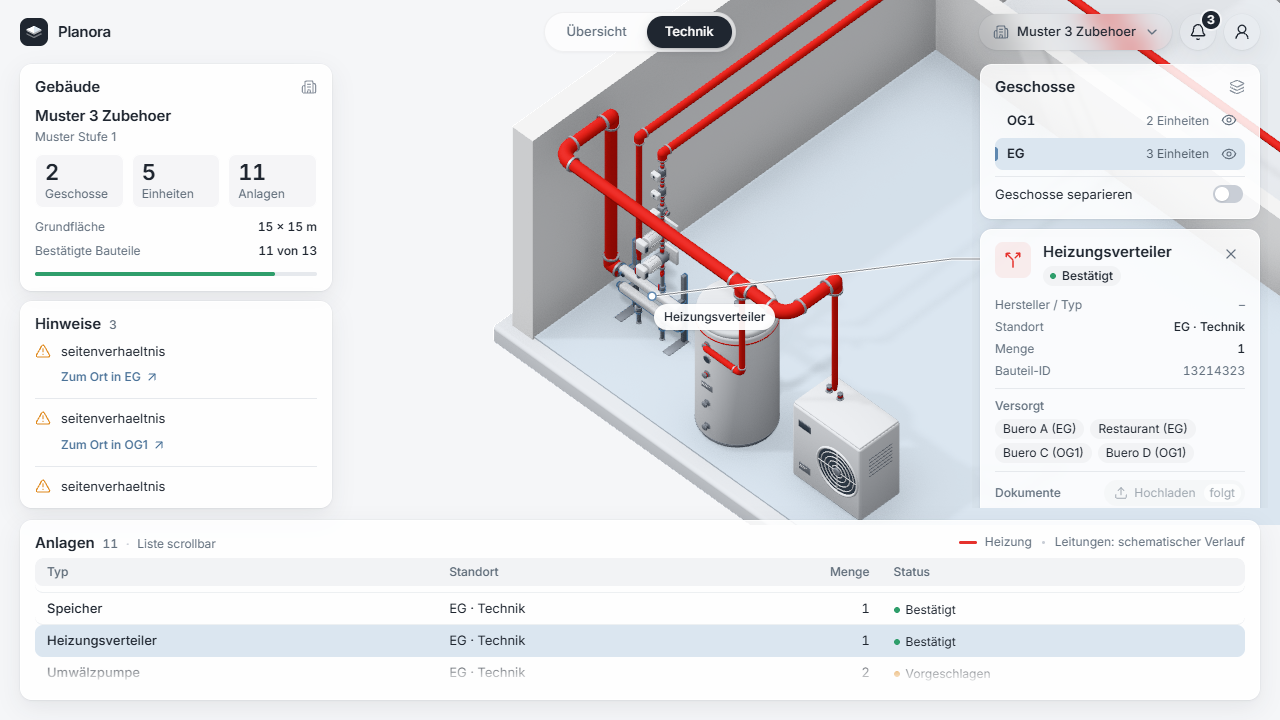 Planora
Übersicht
Technik
Muster 3 Zubehoer
3
Gebäude
Muster 3 Zubehoer
Muster Stufe 1
2 Geschosse
5 Einheiten
11 Anlagen
Grundfläche 15 × 15 m
Bestätigte Bauteile 11 von 13
Hinweise 3
seitenverhaeltnis
Zum Ort in EG
seitenverhaeltnis
Zum Ort in OG1
seitenverhaeltnis
Heizungsverteiler
Geschosse
OG1 2 Einheiten
EG 3 Einheiten
Geschosse separieren
Heizungsverteiler
Bestätigt
Hersteller / Typ –
Standort EG · Technik
Menge 1
Bauteil-ID 13214323
Versorgt
Buero A (EG) Restaurant (EG)
Buero C (OG1) Buero D (OG1)
Dokumente Hochladen folgt
Anlagen 11 · Liste scrollbar
Heizung · Leitungen: schematischer Verlauf
Typ Standort Menge Status
Speicher EG · Technik 1 Bestätigt
Heizungsverteiler EG · Technik 1 Bestätigt
Umwälzpumpe EG · Technik 2 Vorgeschlagen